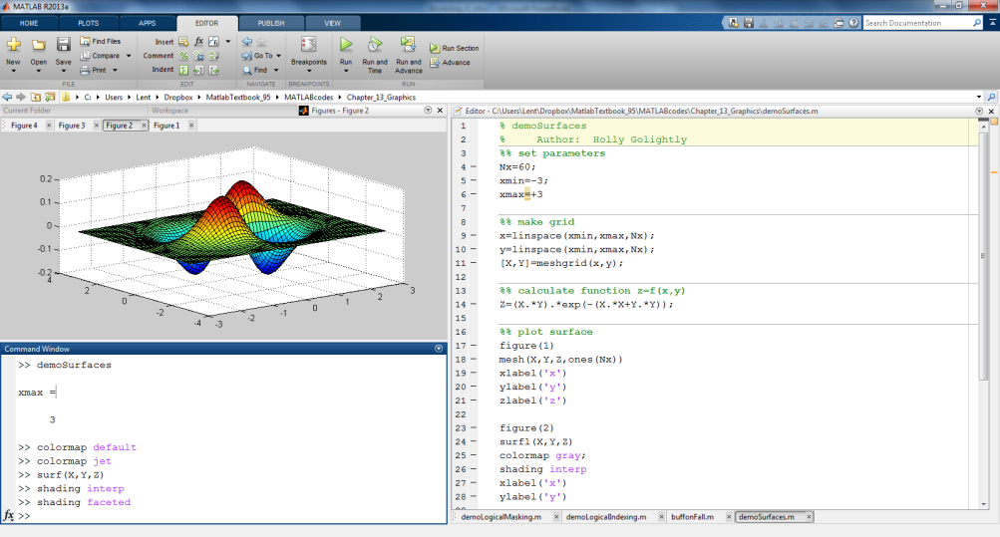 MATLAB R2013a
HOME PLOTS APPS EDITOR PUBLISH VIEW
Search Documentation
New Open Save
Find Files
Compare
Print
FILE
Insert fx
Comment
Indent
EDIT
Go To
Find
NAVIGATE
Breakpoints
BREAKPOINTS
Run
Run and Time
Run and Advance
Run Section
Advance
RUN
C: Users Lent Dropbox MatlabTextbook_95 MATLABcodes Chapter_13_Graphics
Current Folder Workspace Figures - Figure 2
Figure 4 Figure 3 Figure 2 Figure 1
0.2
0.1
0
-0.1
-0.2
4
2
0
-2
-4
-3
-2
-1
0
1
2
3
Command Window
>> demoSurfaces
xmax =
3
>> colormap default
>> colormap jet
>> surf(X,Y,Z)
>> shading interp
>> shading faceted
fx >>
Editor - C:\Users\Lent\Dropbox\MatlabTextbook_95\MATLABcodes\Chapter_13_Graphics\demoSurfaces.m
1 % demoSurfaces
2 % Author: Holly Golightly
3 %% set parameters
4 - Nx=60;
5 - xmin=-3;
6 - xmax=+3
7
8 %% make grid
9 - x=linspace(xmin,xmax,Nx);
10 - y=linspace(xmin,xmax,Nx);
11 - [X,Y]=meshgrid(x,y);
12
13 %% calculate function z=f(x,y)
14 - Z=(X.*Y).*exp(-(X.*X+Y.*Y));
15
16 %% plot surface
17 - figure(1)
18 - mesh(X,Y,Z,ones(Nx))
19 - xlabel('x')
20 - ylabel('y')
21 - zlabel('z')
22
23 - figure(2)
24 - surfl(X,Y,Z)
25 - colormap gray;
26 - shading interp
27 - xlabel('x')
28 - ylabel('y')
demoLogicalMasking.m demoLogicalIndexing.m buffonFall.m demoSurfaces.m